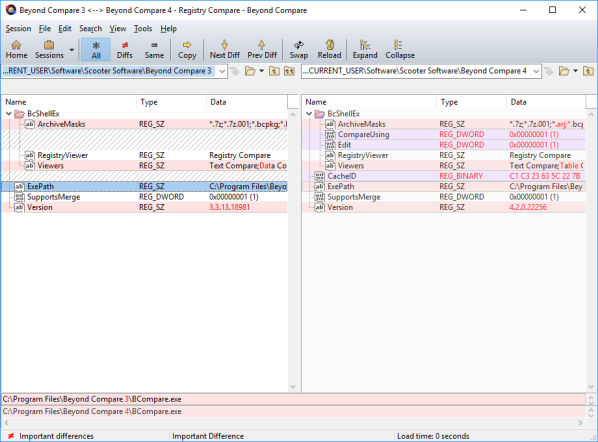 Beyond Compare 3 <--> Beyond Compare 4 - Registry Compare - Beyond Compare
Session File Edit Search View Tools Help
Home Sessions All Diffs Same Copy Next Diff Prev Diff Swap Reload Expand Collapse
...RENT_USER\Software\Scooter Software\Beyond Compare 3 ...CURRENT_USER\Software\Scooter Software\Beyond Compare 4
Name Type Data Name Type Data
BcShellEx BcShellEx
ArchiveMasks REG_SZ *.7z;*.7z.001;*.bcpkg;*. ArchiveMasks REG_SZ *.7z;*.7z.001;*.arj;*.bcp
CompareUsing REG_DWORD 0x00000001 (1)
Edit REG_DWORD 0x00000001 (1)
RegistryViewer REG_SZ Registry Compare RegistryViewer REG_SZ Registry Compare
Viewers REG_SZ Text Compare;Data Co Viewers REG_SZ Text Compare;Table C
CacheID REG_BINARY C1 C3 23 63 5C 22 7B
ExePath REG_SZ C:\Program Files\Beyo ExePath REG_SZ C:\Program Files\Bey
SupportsMerge REG_DWORD 0x00000001 (1) SupportsMerge REG_DWORD 0x00000001 (1)
Version REG_SZ 3.3.13.18981 Version REG_SZ 4.2.0.22256
C:\Program Files\Beyond Compare 3\BCompare.exe
C:\Program Files\Beyond Compare 4\BCompare.exe
Important differences Important Difference Load time: 0 seconds